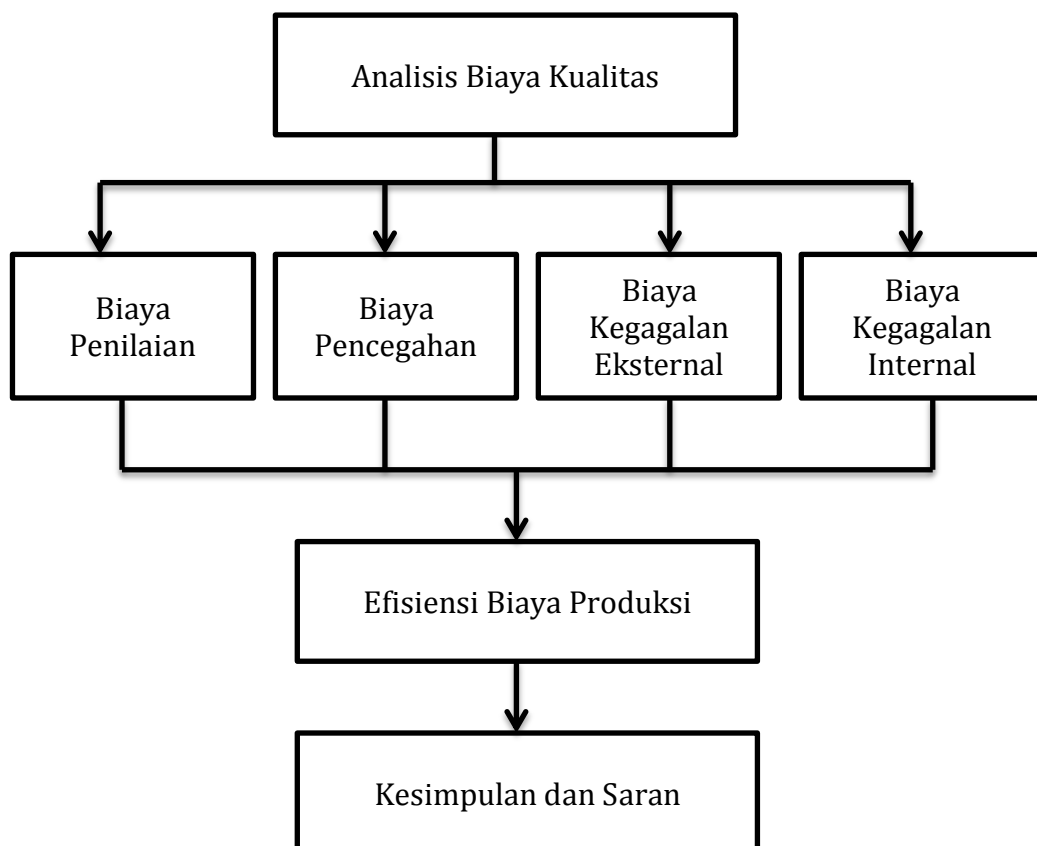 Analisis Biaya Kualitas
Biaya
Penilaian
Biaya
Pencegahan
Biaya
Kegagalan
Eksternal
Biaya
Kegagalan
Internal
Efisiensi Biaya Produksi
Kesimpulan dan Saran